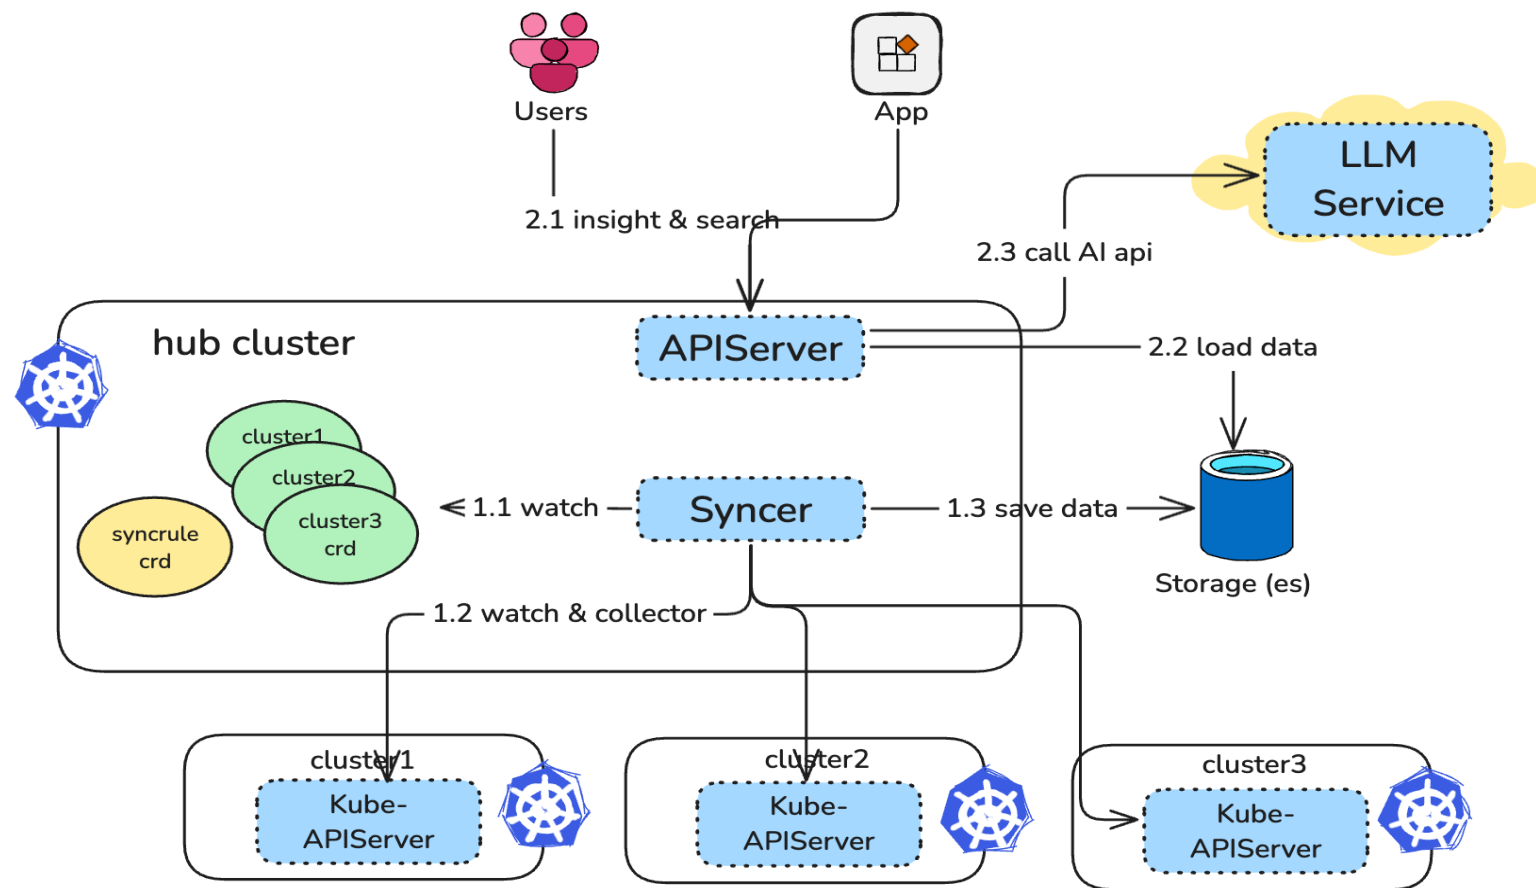 Users
App
LLM
Service
2.1 insight & search
2.3 call AI api
hub cluster
APIServer
2.2 load data
cluster1
cluster2
cluster3
crd
syncrule
crd
1.1 watch
Syncer
1.3 save data
Storage (es)
1.2 watch & collector
cluster1
Kube-
APIServer
cluster2
Kube-
APIServer
cluster3
Kube-
APIServer